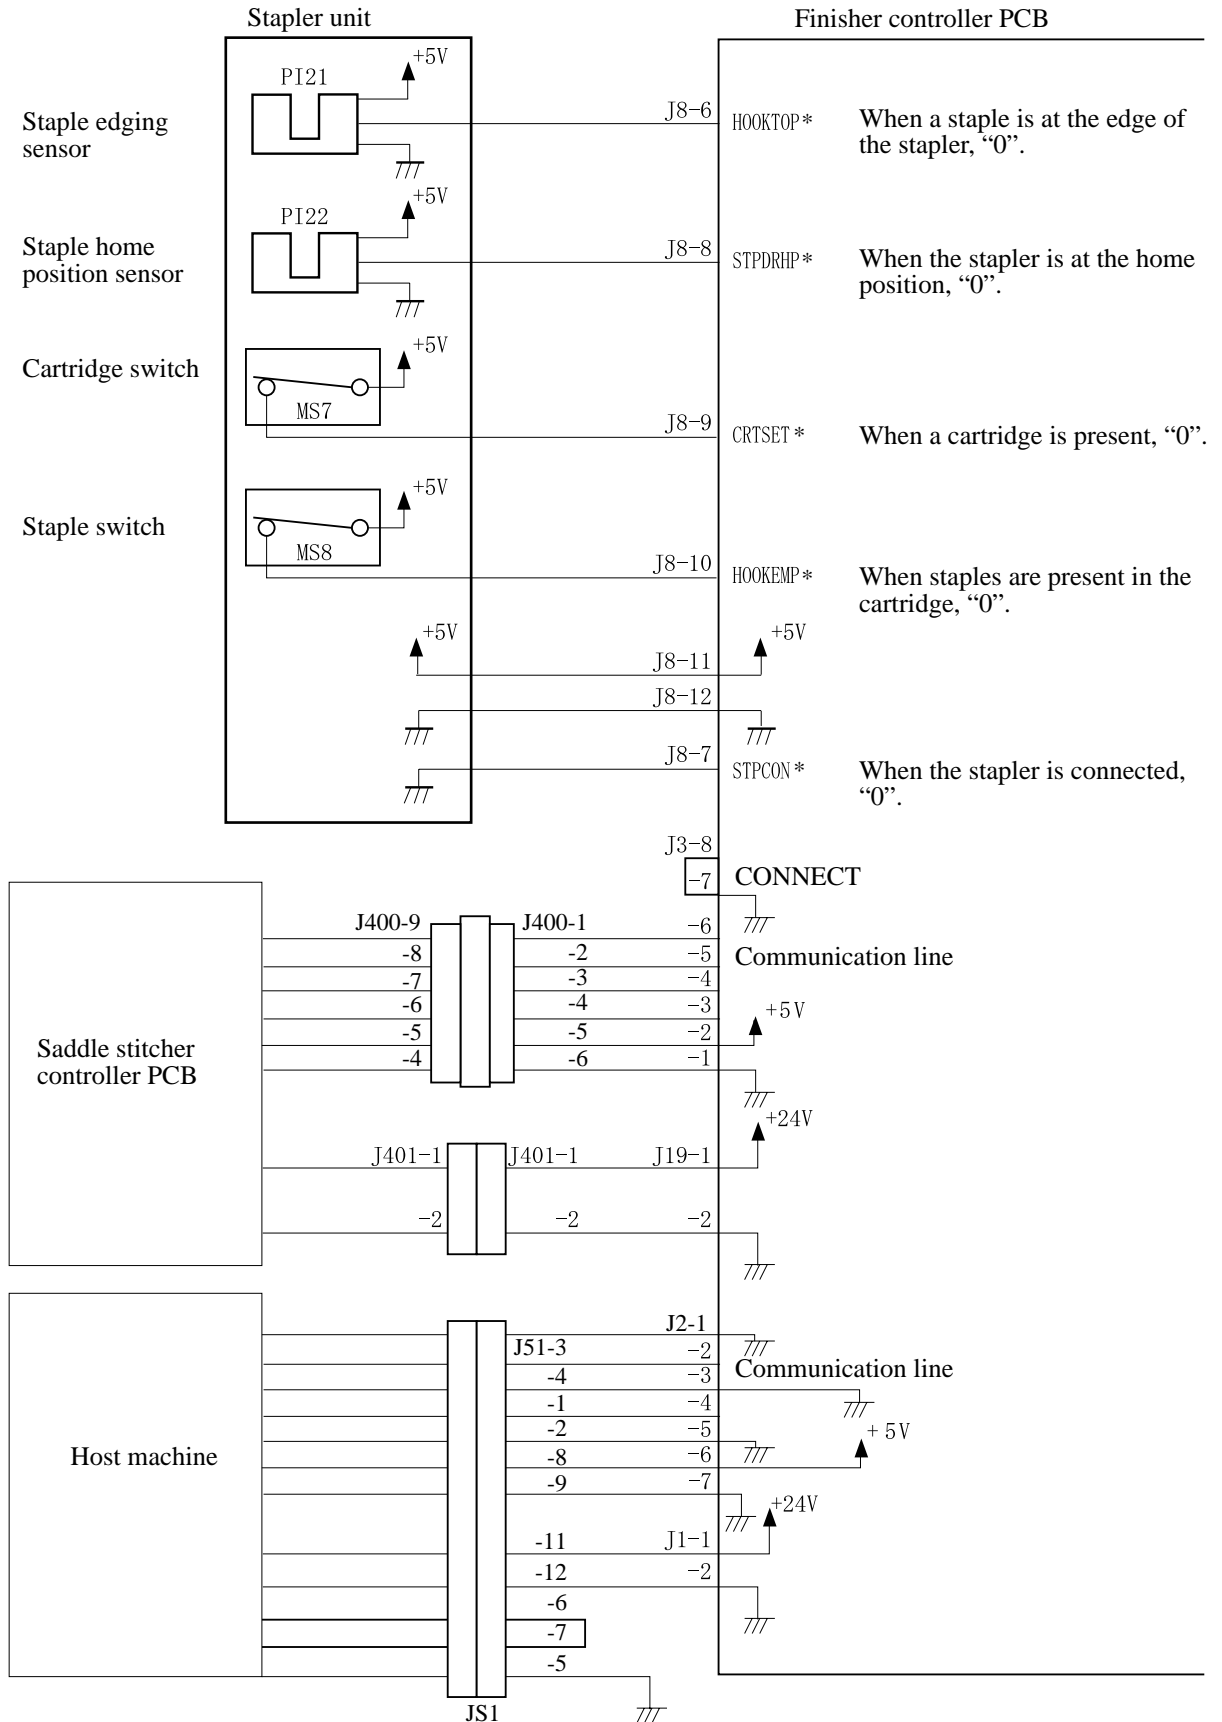 Stapler unit
Finisher controller PCB
+5V
PI21
Staple edging
sensor
J8-6
HOOKTOP*
When a staple is at the edge of
the stapler, “0”.
+5V
PI22
Staple home
position sensor
J8-8
STPDRHP*
When the stapler is at the home
position, “0”.
+5V
Cartridge switch
MS7
J8-9
CRTSET*
When a cartridge is present, “0”.
+5V
Staple switch
MS8
J8-10
HOOKEMP*
When staples are present in the
cartridge, “0”.
+5V
+5V
J8-11
J8-12
J8-7
STPCON*
When the stapler is connected,
“0”.
J3-8
-7
CONNECT
J400-9
J400-1
-6
-8
-2
-5
Communication line
-7
-3
-4
-6
-4
-3
+5V
-5
-5
-2
Saddle stitcher
controller PCB
-4
-6
-1
+24V
J401-1
J401-1
J19-1
-2
-2
-2
J2-1
J51-3
-2
Communication line
-4
-3
-1
-4
-2
-5
+5V
Host machine
-8
-6
-9
-7
+24V
-11
J1-1
-12
-2
-6
-7
-5
JS1